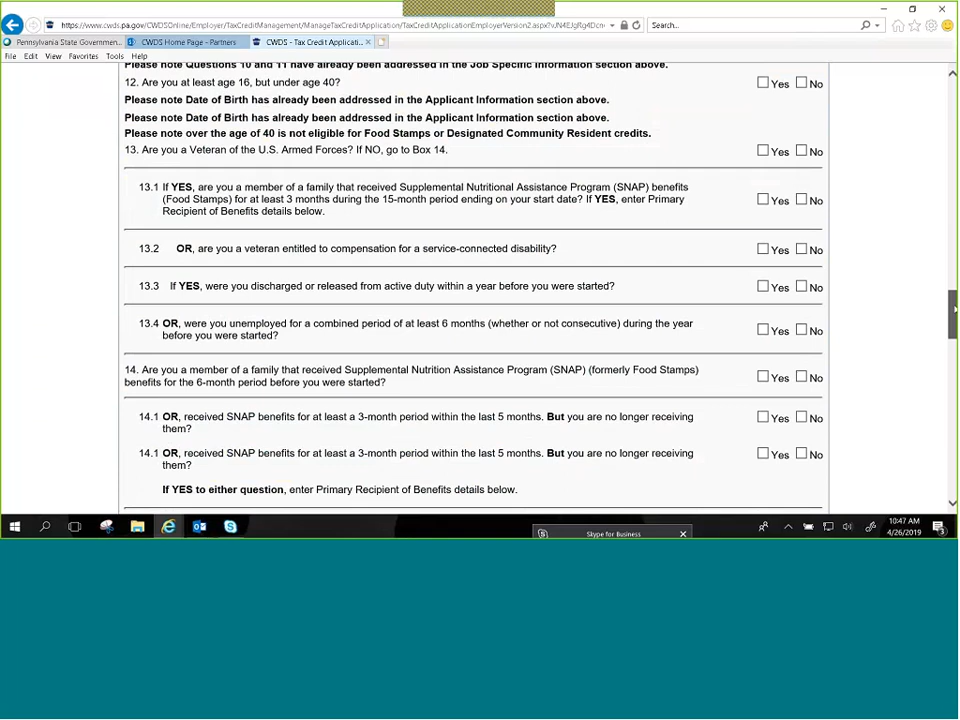 https://www.cwds.pa.gov/CWDSOnline/Employer/TaxCreditManagement/ManageTaxCreditApplication/TaxCreditApplicationEmployerVersion2.aspx?
Search...
Pennsylvania State Governmen...
CWDS Home Page - Partners
CWDS - Tax Credit Applicati...
File Edit View Favorites Tools Help
Please note Questions 10 and 11 have already been addressed in the Job Specific Information section above.
12. Are you at least age 16, but under age 40? Yes No
Please note Date of Birth has already been addressed in the Applicant Information section above.
Please note Date of Birth has already been addressed in the Applicant Information section above.
Please note over the age of 40 is not eligible for Food Stamps or Designated Community Resident credits.
13. Are you a Veteran of the U.S. Armed Forces? If NO, go to Box 14. Yes No
13.1 If YES, are you a member of a family that received Supplemental Nutritional Assistance Program (SNAP) benefits
(Food Stamps) for at least 3 months during the 15-month period ending on your start date? If YES, enter Primary Yes No
Recipient of Benefits details below.
13.2 OR, are you a veteran entitled to compensation for a service-connected disability? Yes No
13.3 If YES, were you discharged or released from active duty within a year before you were started? Yes No
13.4 OR, were you unemployed for a combined period of at least 6 months (whether or not consecutive) during the year Yes No
before you were started?
14. Are you a member of a family that received Supplemental Nutrition Assistance Program (SNAP) (formerly Food Stamps) Yes No
benefits for the 6-month period before you were started?
14.1 OR, received SNAP benefits for at least a 3-month period within the last 5 months. But you are no longer receiving Yes No
them?
14.1 OR, received SNAP benefits for at least a 3-month period within the last 5 months. But you are no longer receiving Yes No
them?
If YES to either question, enter Primary Recipient of Benefits details below.
Skype for Business
10:47 AM
4/26/2019